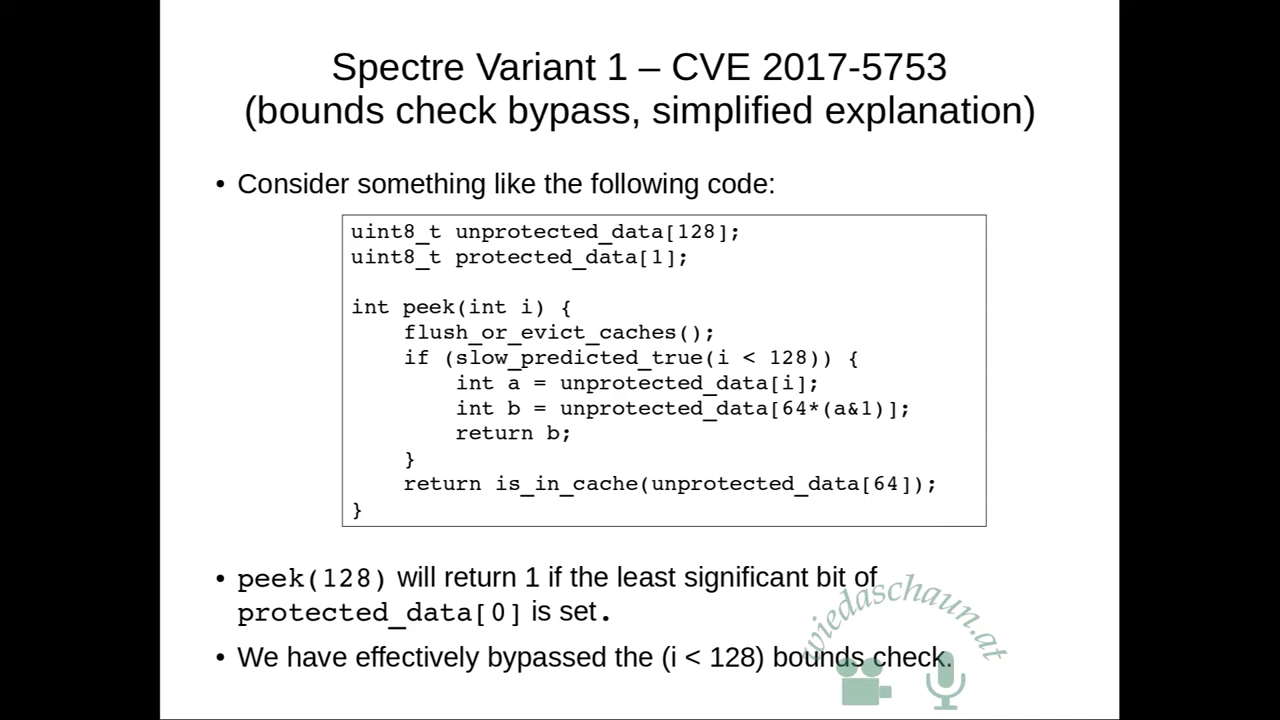 Spectre Variant 1 – CVE 2017-5753
(bounds check bypass, simplified explanation)
• Consider something like the following code:
uint8_t unprotected_data[128];
uint8_t protected_data[1];
int peek(int i) {
flush_or_evict_caches();
if (slow_predicted_true(i < 128)) {
int a = unprotected_data[i];
int b = unprotected_data[64*(a&1)];
return b;
}
return is_in_cache(unprotected_data[64]);
}
• peek(128) will return 1 if the least significant bit of
protected_data[0] is set.
• We have effectively bypassed the (i < 128) bounds check.
wiedaschaun.at